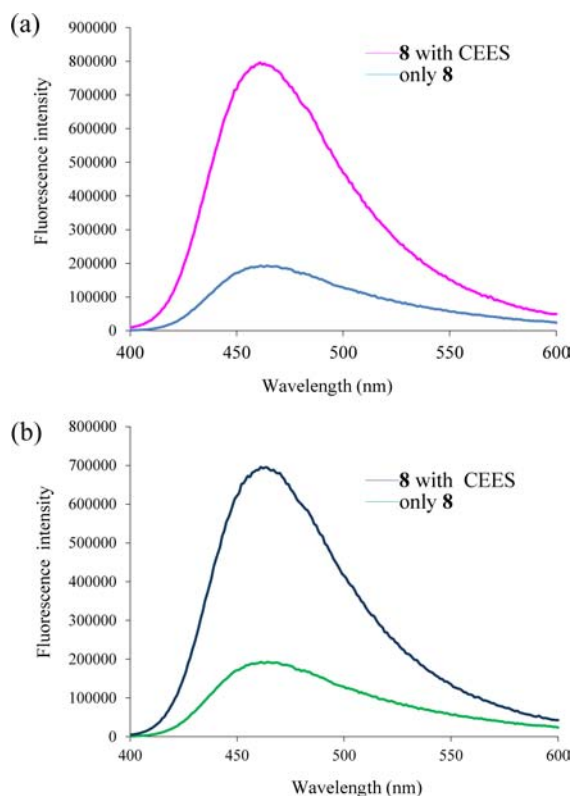 (a)
900000
800000
700000
600000
500000
400000
300000
200000
100000
0
Fluorescence intensity
8 with CEES
only 8
400 450 500 550 600
Wavelength (nm)
(b)
800000
700000
600000
500000
400000
300000
200000
100000
0
Fluorescence intensity
8 with CEES
only 8
400 450 500 550 600
Wavelength (nm)